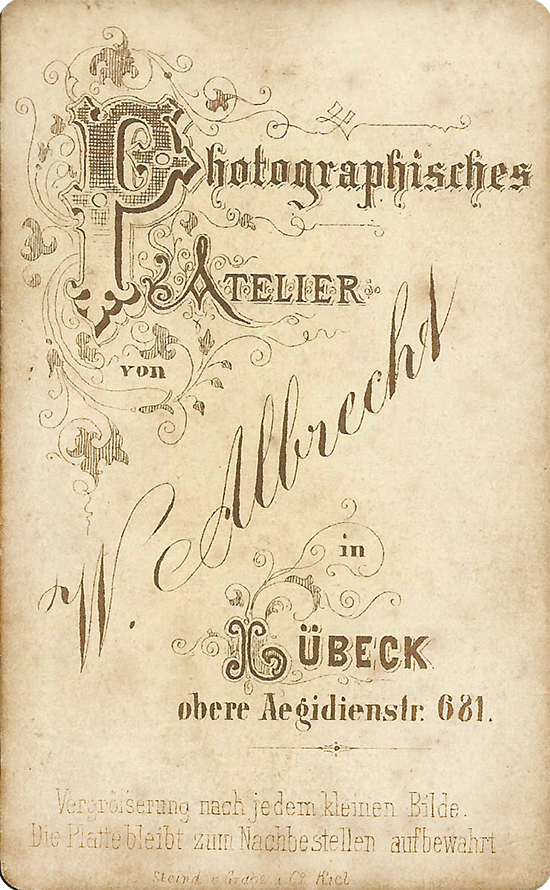 Photographisches
ATELIER
von
W. Albrecht
in
LÜBECK
obere Aegidienstr. 681.
Vergröſserung nach jedem kleinen Bilde.
Die Platte bleibt zum Nachbestellen aufbewahrt
Kiel